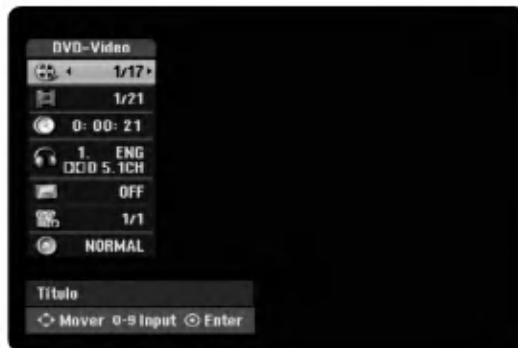 DVD-Video
1/17
1/21
0: 00: 21
1. ENG
D 5.1CH
OFF
1/1
NORMAL
Título
Mover 0-9 Input Enter